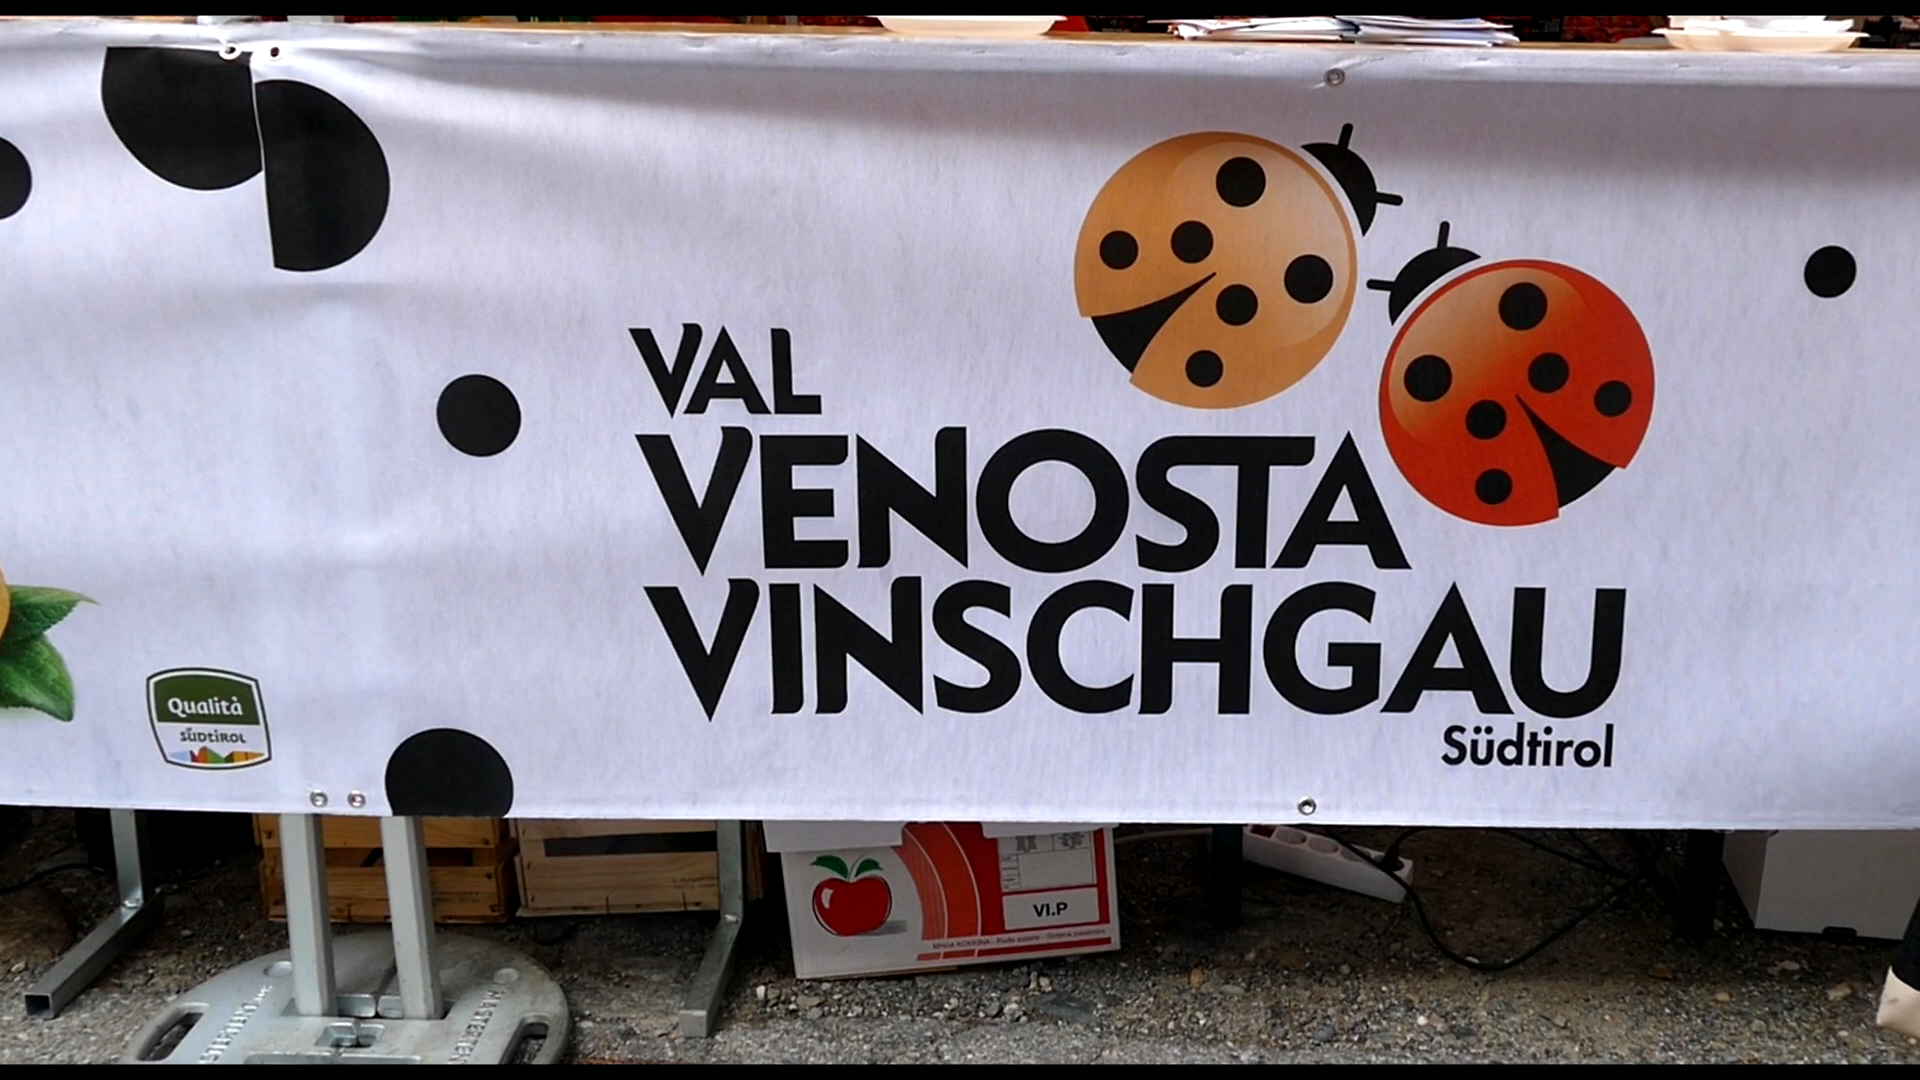 VAL
VENOSTA
VINSCHGAU
Südtirol
Qualità
SÜDTIROL
VI.P